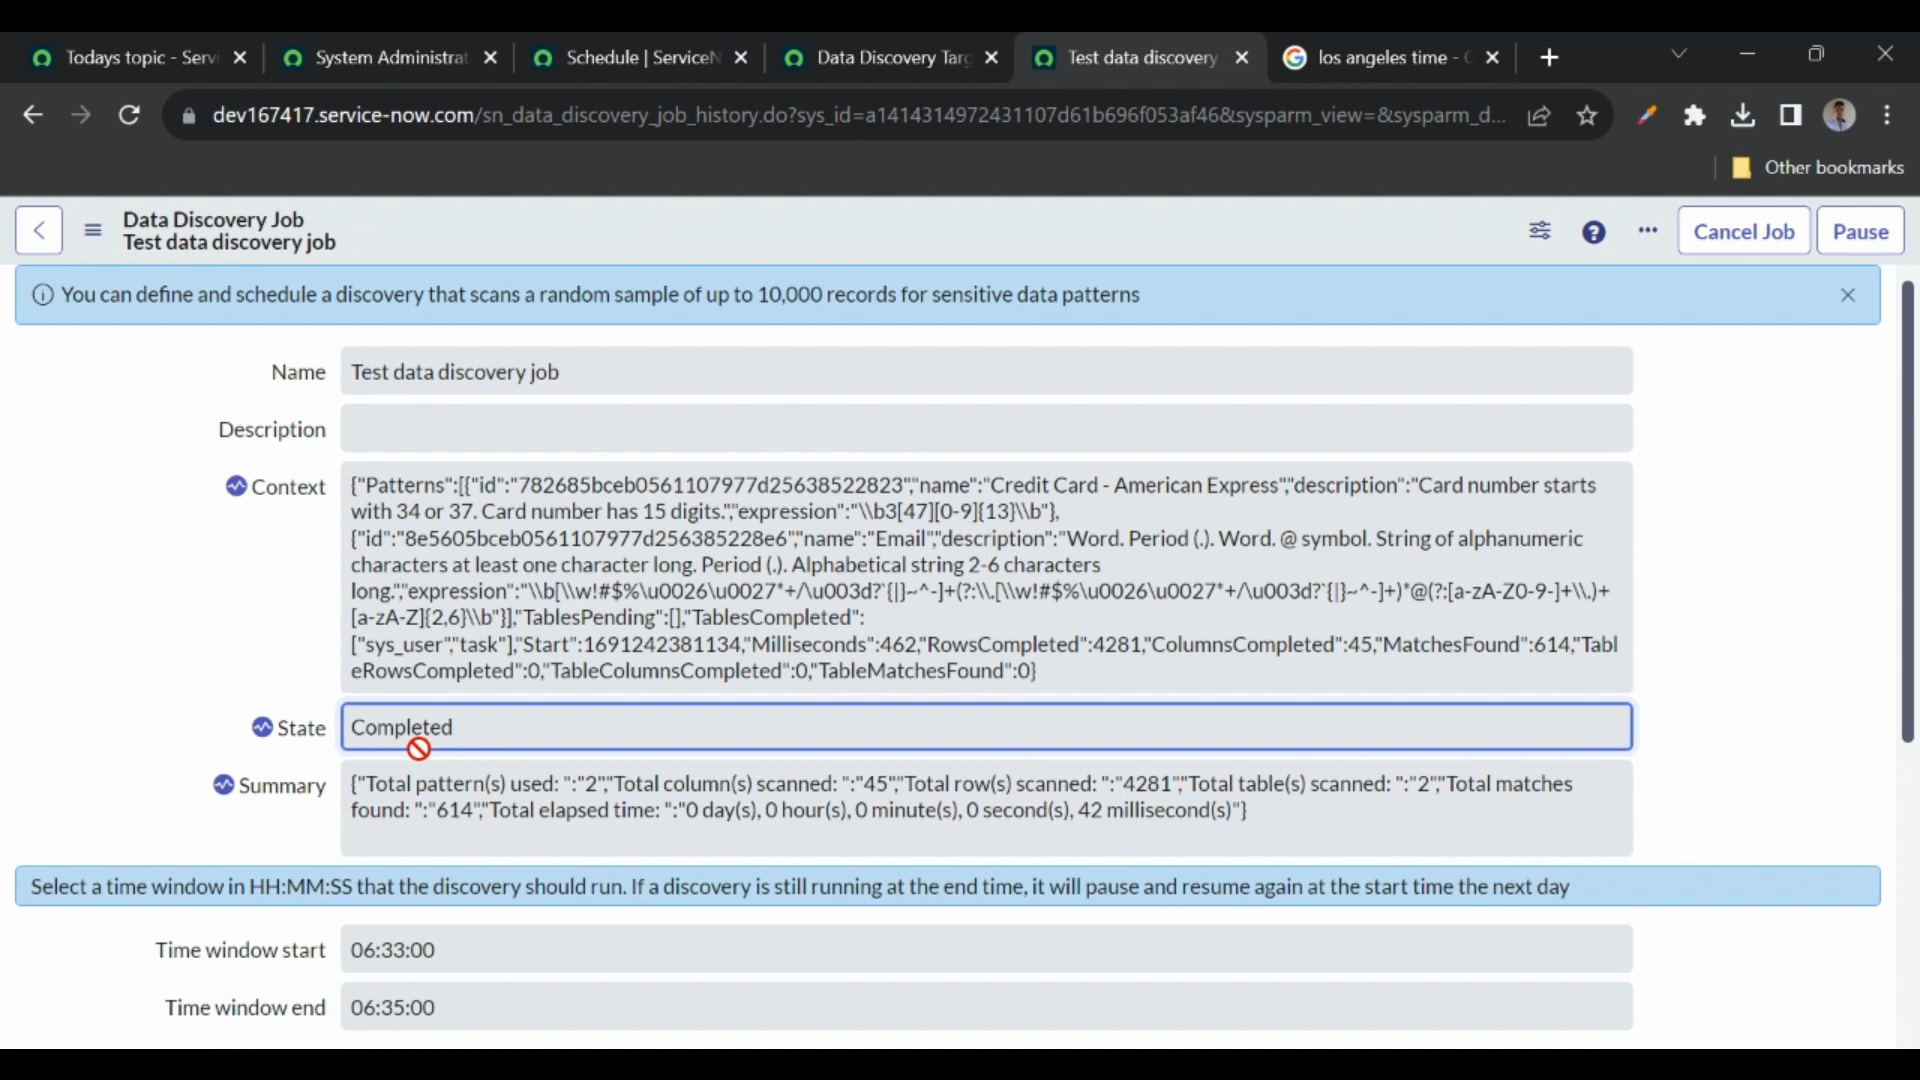 Todays topic - Servi
System Administrat
Schedule | ServiceN
Data Discovery Targ
Test data discovery
los angeles time - G
dev167417.service-now.com/sn_data_discovery_job_history.do?sys_id=a1414314972431107d61b696f053af46&sysparm_view=&sysparm_d...
Other bookmarks
Data Discovery Job
Test data discovery job
Cancel Job
Pause
You can define and schedule a discovery that scans a random sample of up to 10,000 records for sensitive data patterns
Name
Test data discovery job
Description
Context
{"Patterns":[{"id":"782685bceb0561107977d25638522823","name":"Credit Card - American Express","description":"Card number starts
with 34 or 37. Card number has 15 digits.","expression":"\\b3[47][0-9]{13}\\b"},
{"id":"8e5605bceb0561107977d256385228e6","name":"Email","description":"Word. Period (.). Word. @ symbol. String of alphanumeric
characters at least one character long. Period (.). Alphabetical string 2-6 characters
long.","expression":"\\b[\\w!#$%\u0026\u0027*+/\u003d?`{|}~^-]+(?:\\.[\\w!#$%\u0026\u0027*+/\u003d?`{|}~^-]+)*@(?:[a-zA-Z0-9-]+\\.)+
[a-zA-Z]{2,6}\\b"}],"TablesPending":[],"TablesCompleted":
["sys_user","task"],"Start":1691242381134,"Milliseconds":462,"RowsCompleted":4281,"ColumnsCompleted":45,"MatchesFound":614,"Tabl
eRowsCompleted":0,"TableColumnsCompleted":0,"TableMatchesFound":0}
State
Completed
Summary
{"Total pattern(s) used: ":"2","Total column(s) scanned: ":"45","Total row(s) scanned: ":"4281","Total table(s) scanned: ":"2","Total matches
found: ":"614","Total elapsed time: ":"0 day(s), 0 hour(s), 0 minute(s), 0 second(s), 42 millisecond(s)"}
Select a time window in HH:MM:SS that the discovery should run. If a discovery is still running at the end time, it will pause and resume again at the start time the next day
Time window start
06:33:00
Time window end
06:35:00